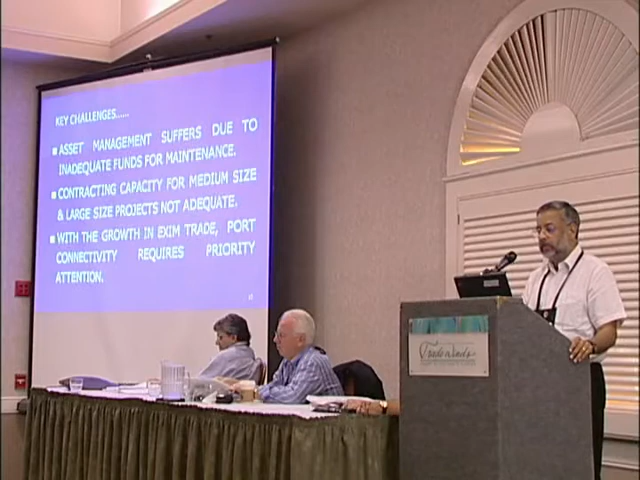 KEY CHALLENGES.....
ASSET MANAGEMENT SUFFERS DUE TO
INADEQUATE FUNDS FOR MAINTENANCE.
CONTRACTING CAPACITY FOR MEDIUM SIZE
& LARGE SIZE PROJECTS NOT ADEQUATE.
WITH THE GROWTH IN EXIM TRADE, PORT
CONNECTIVITY REQUIRES PRIORITY
ATTENTION.
Tradewinds